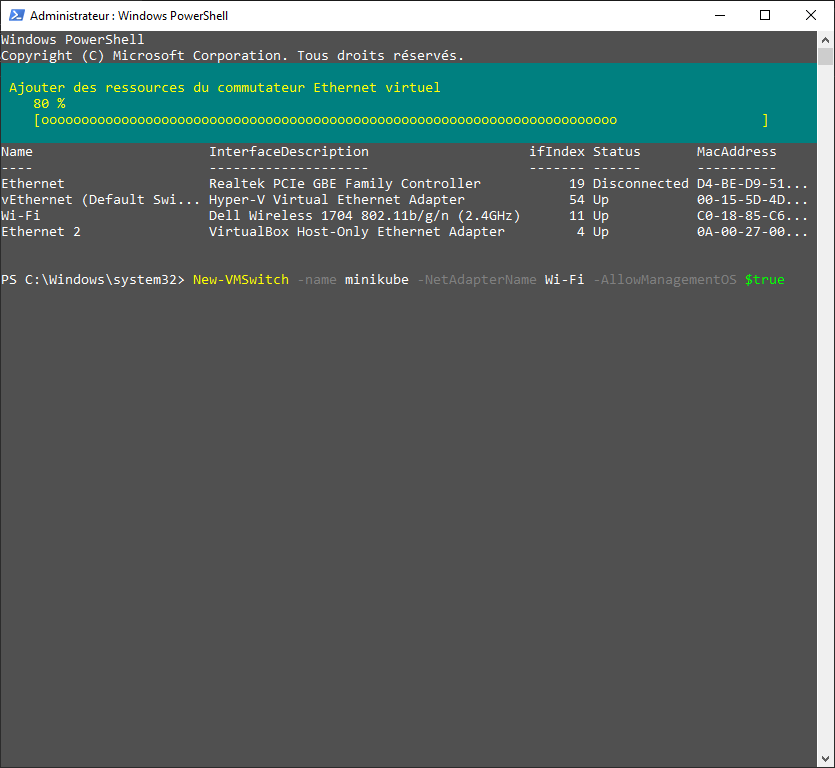 Administrateur : Windows PowerShell
Windows PowerShell
Copyright (C) Microsoft Corporation. Tous droits réservés.
Ajouter des ressources du commutateur Ethernet virtuel
80 %
[oooooooooooooooooooooooooooooooooooooooooooooooooooooooooooooooooooooooo                  ]
Name                      InterfaceDescription                    ifIndex Status       MacAddress
----                      --------------------                    ------- ------       ----------
Ethernet                  Realtek PCIe GBE Family Controller           19 Disconnected D4-BE-D9-51...
vEthernet (Default Swi... Hyper-V Virtual Ethernet Adapter             54 Up           00-15-5D-4D...
Wi-Fi                     Dell Wireless 1704 802.11b/g/n (2.4GHz)      11 Up           C0-18-85-C6...
Ethernet 2                VirtualBox Host-Only Ethernet Adapter         4 Up           0A-00-27-00...
PS C:\Windows\system32> New-VMSwitch -name minikube -NetAdapterName Wi-Fi -AllowManagementOS $true